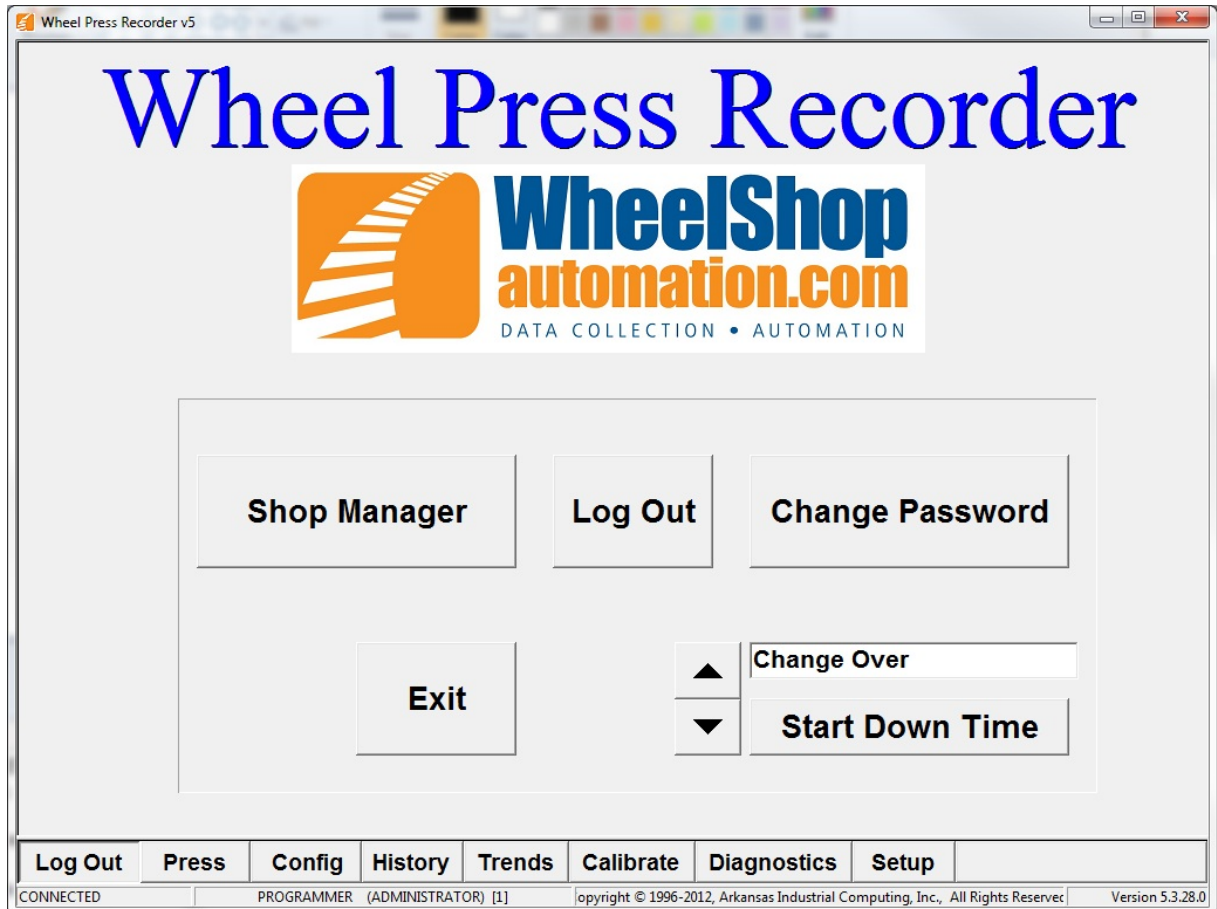 Wheel Press Recorder v5
Wheel Press Recorder
WheelShop
automation.com
DATA COLLECTION • AUTOMATION
Shop Manager
Log Out
Change Password
Exit
Change Over
Start Down Time
Log Out Press Config History Trends Calibrate Diagnostics Setup
CONNECTED PROGRAMMER (ADMINISTRATOR) [1] opyright © 1996-2012, Arkansas Industrial Computing, Inc., All Rights Reserved Version 5.3.28.0